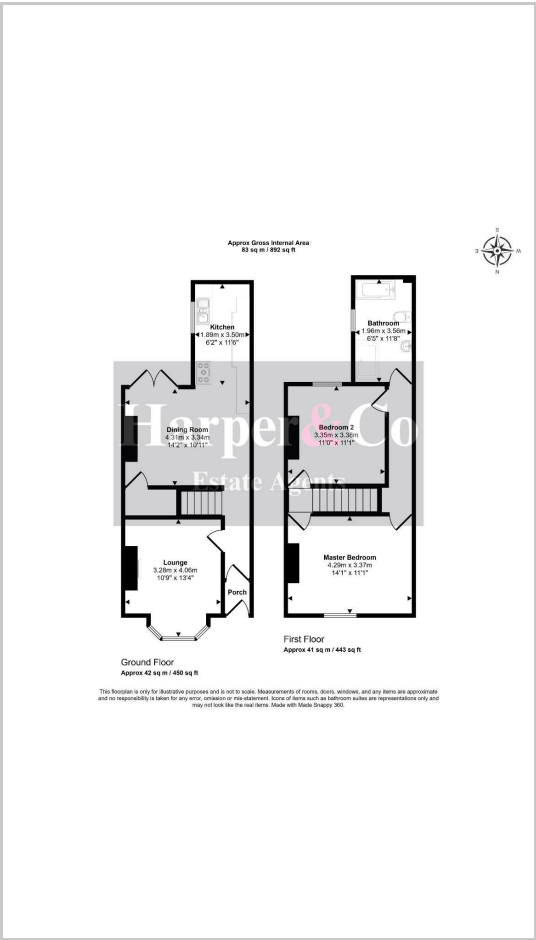 Approx Gross Internal Area
83 sq m / 892 sq ft
S
E
W
N
Kitchen
1.89m x 3.50m
6'2" x 11'6"
Bathroom
1.96m x 3.56m
6'5" x 11'8"
Harper&Co
Estate Agents
Dining Room
4.31m x 3.34m
14'2" x 10'11"
Bedroom 2
3.35m x 3.36m
11'0" x 11'1"
Lounge
3.28m x 4.06m
10'9" x 13'4"
Master Bedroom
4.29m x 3.37m
14'1" x 11'1"
Porch
Ground Floor
Approx 42 sq m / 450 sq ft
First Floor
Approx 41 sq m / 443 sq ft
This floorplan is only for illustrative purposes and is not to scale. Measurements of rooms, doors, windows, and any items are approximate
and no responsibility is taken for any error, omission or mis-statement. Icons of items such as bathroom suites are representations only and
may not look like the real items. Made with Made Snappy 360.